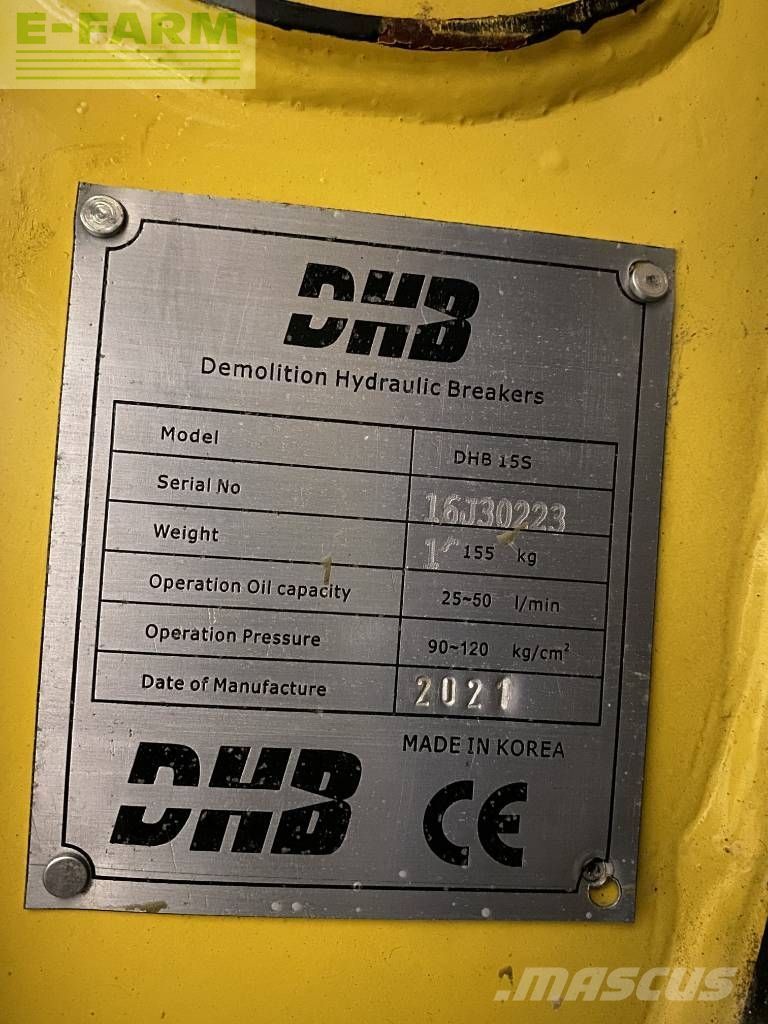 E-FARM
DHB
Demolition Hydraulic Breakers
Model DHB 15S
Serial No 16J30223
Weight 1 155 kg
Operation Oil capacity 25~50 l/min
Operation Pressure 90~120 kg/cm²
Date of Manufacture 2021
MADE IN KOREA
DHB CE
MASCUS